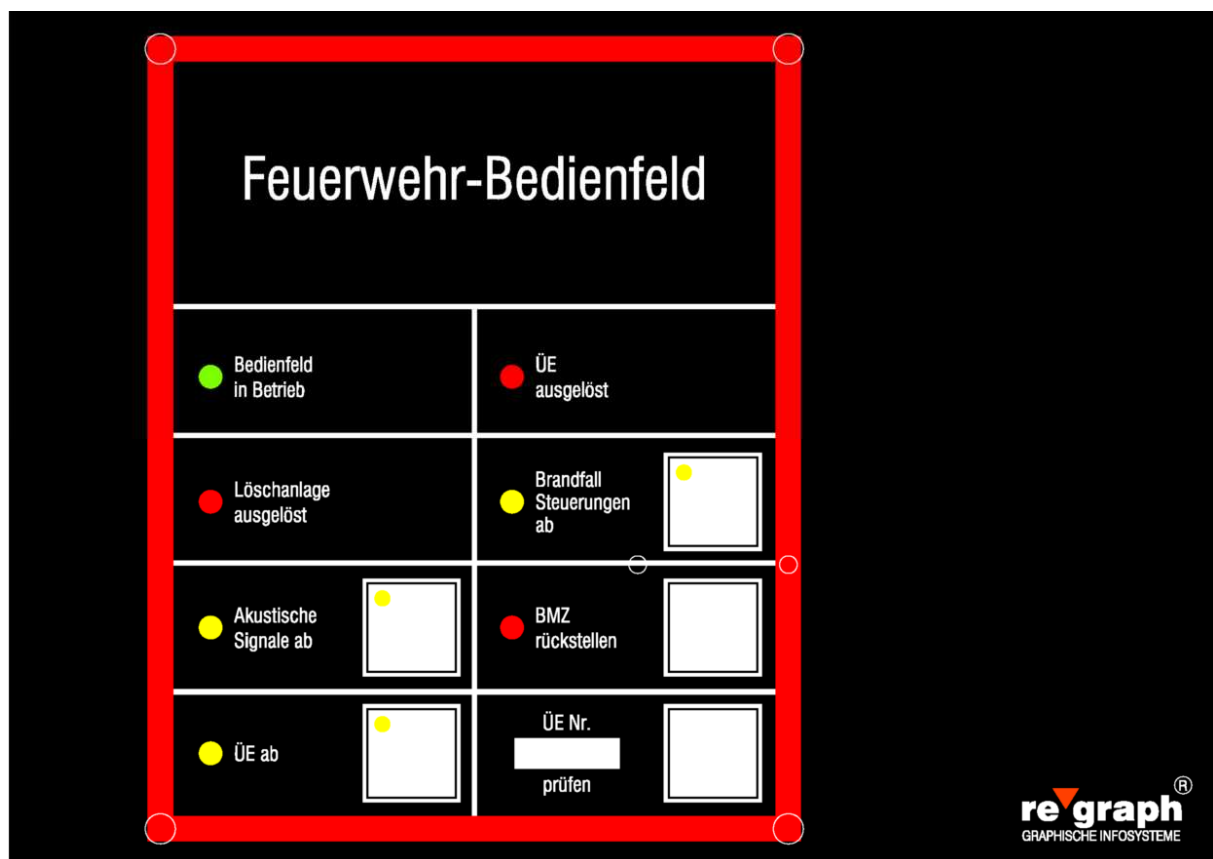 Feuerwehr-Bedienfeld
Bedienfeld
in Betrieb
ÜE
ausgelöst
Löschanlage
ausgelöst
Brandfall
Steuerungen
ab
Akustische
Signale ab
BMZ
rückstellen
ÜE ab
ÜE Nr.
prüfen
re graph ®
GRAPHISCHE INFOSYSTEME